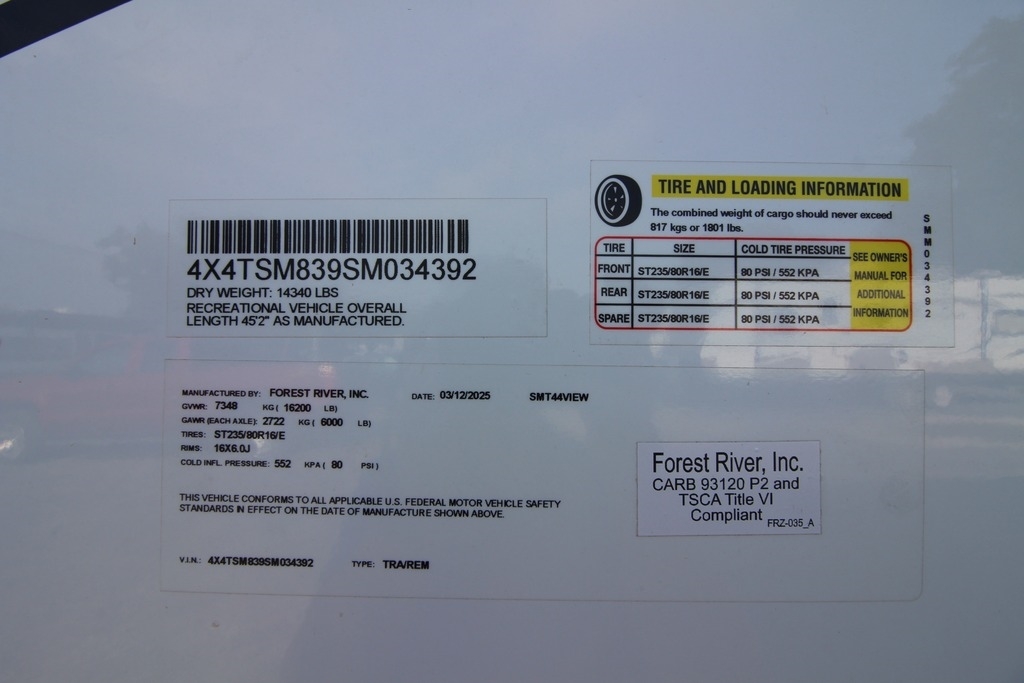 4X4TSM839SM034392
DRY WEIGHT: 14340 LBS
RECREATIONAL VEHICLE OVERALL
LENGTH 45'2" AS MANUFACTURED.
TIRE AND LOADING INFORMATION
The combined weight of cargo should never exceed
817 kgs or 1801 lbs.
TIRE SIZE COLD TIRE PRESSURE
FRONT ST235/80R16/E 80 PSI / 552 KPA
REAR ST235/80R16/E 80 PSI / 552 KPA
SPARE ST235/80R16/E 80 PSI / 552 KPA
SEE OWNER'S
MANUAL FOR
ADDITIONAL
INFORMATION
SMM034392
MANUFACTURED BY: FOREST RIVER, INC. DATE: 03/12/2025 SMT44VIEW
GVWR: 7348 KG ( 16200 LB)
GAWR (EACH AXLE): 2722 KG ( 6000 LB)
TIRES: ST235/80R16/E
RIMS: 16X6.0J
COLD INFL. PRESSURE: 552 KPA ( 80 PSI )
THIS VEHICLE CONFORMS TO ALL APPLICABLE U.S. FEDERAL MOTOR VEHICLE SAFETY
STANDARDS IN EFFECT ON THE DATE OF MANUFACTURE SHOWN ABOVE.
V.I.N.: 4X4TSM839SM034392 TYPE: TRA/REM
Forest River, Inc.
CARB 93120 P2 and
TSCA Title VI
Compliant FRZ-035_A